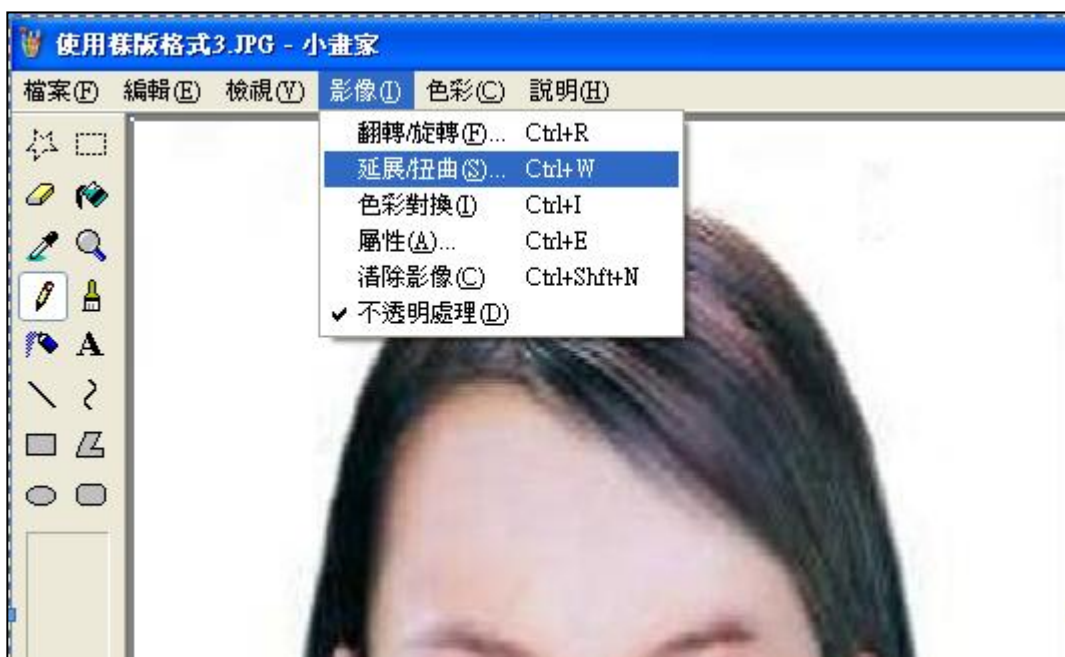 使用樣版格式3.JPG - 小畫家
檔案(F) 編輯(E) 檢視(V) 影像(I) 色彩(C) 說明(H)
翻轉/旋轉(F)... Ctrl+R
延展/扭曲(S)... Ctrl+W
色彩對換(I) Ctrl+I
屬性(A)... Ctrl+E
清除影像(C) Ctrl+Shft+N
✓ 不透明處理(D)
A